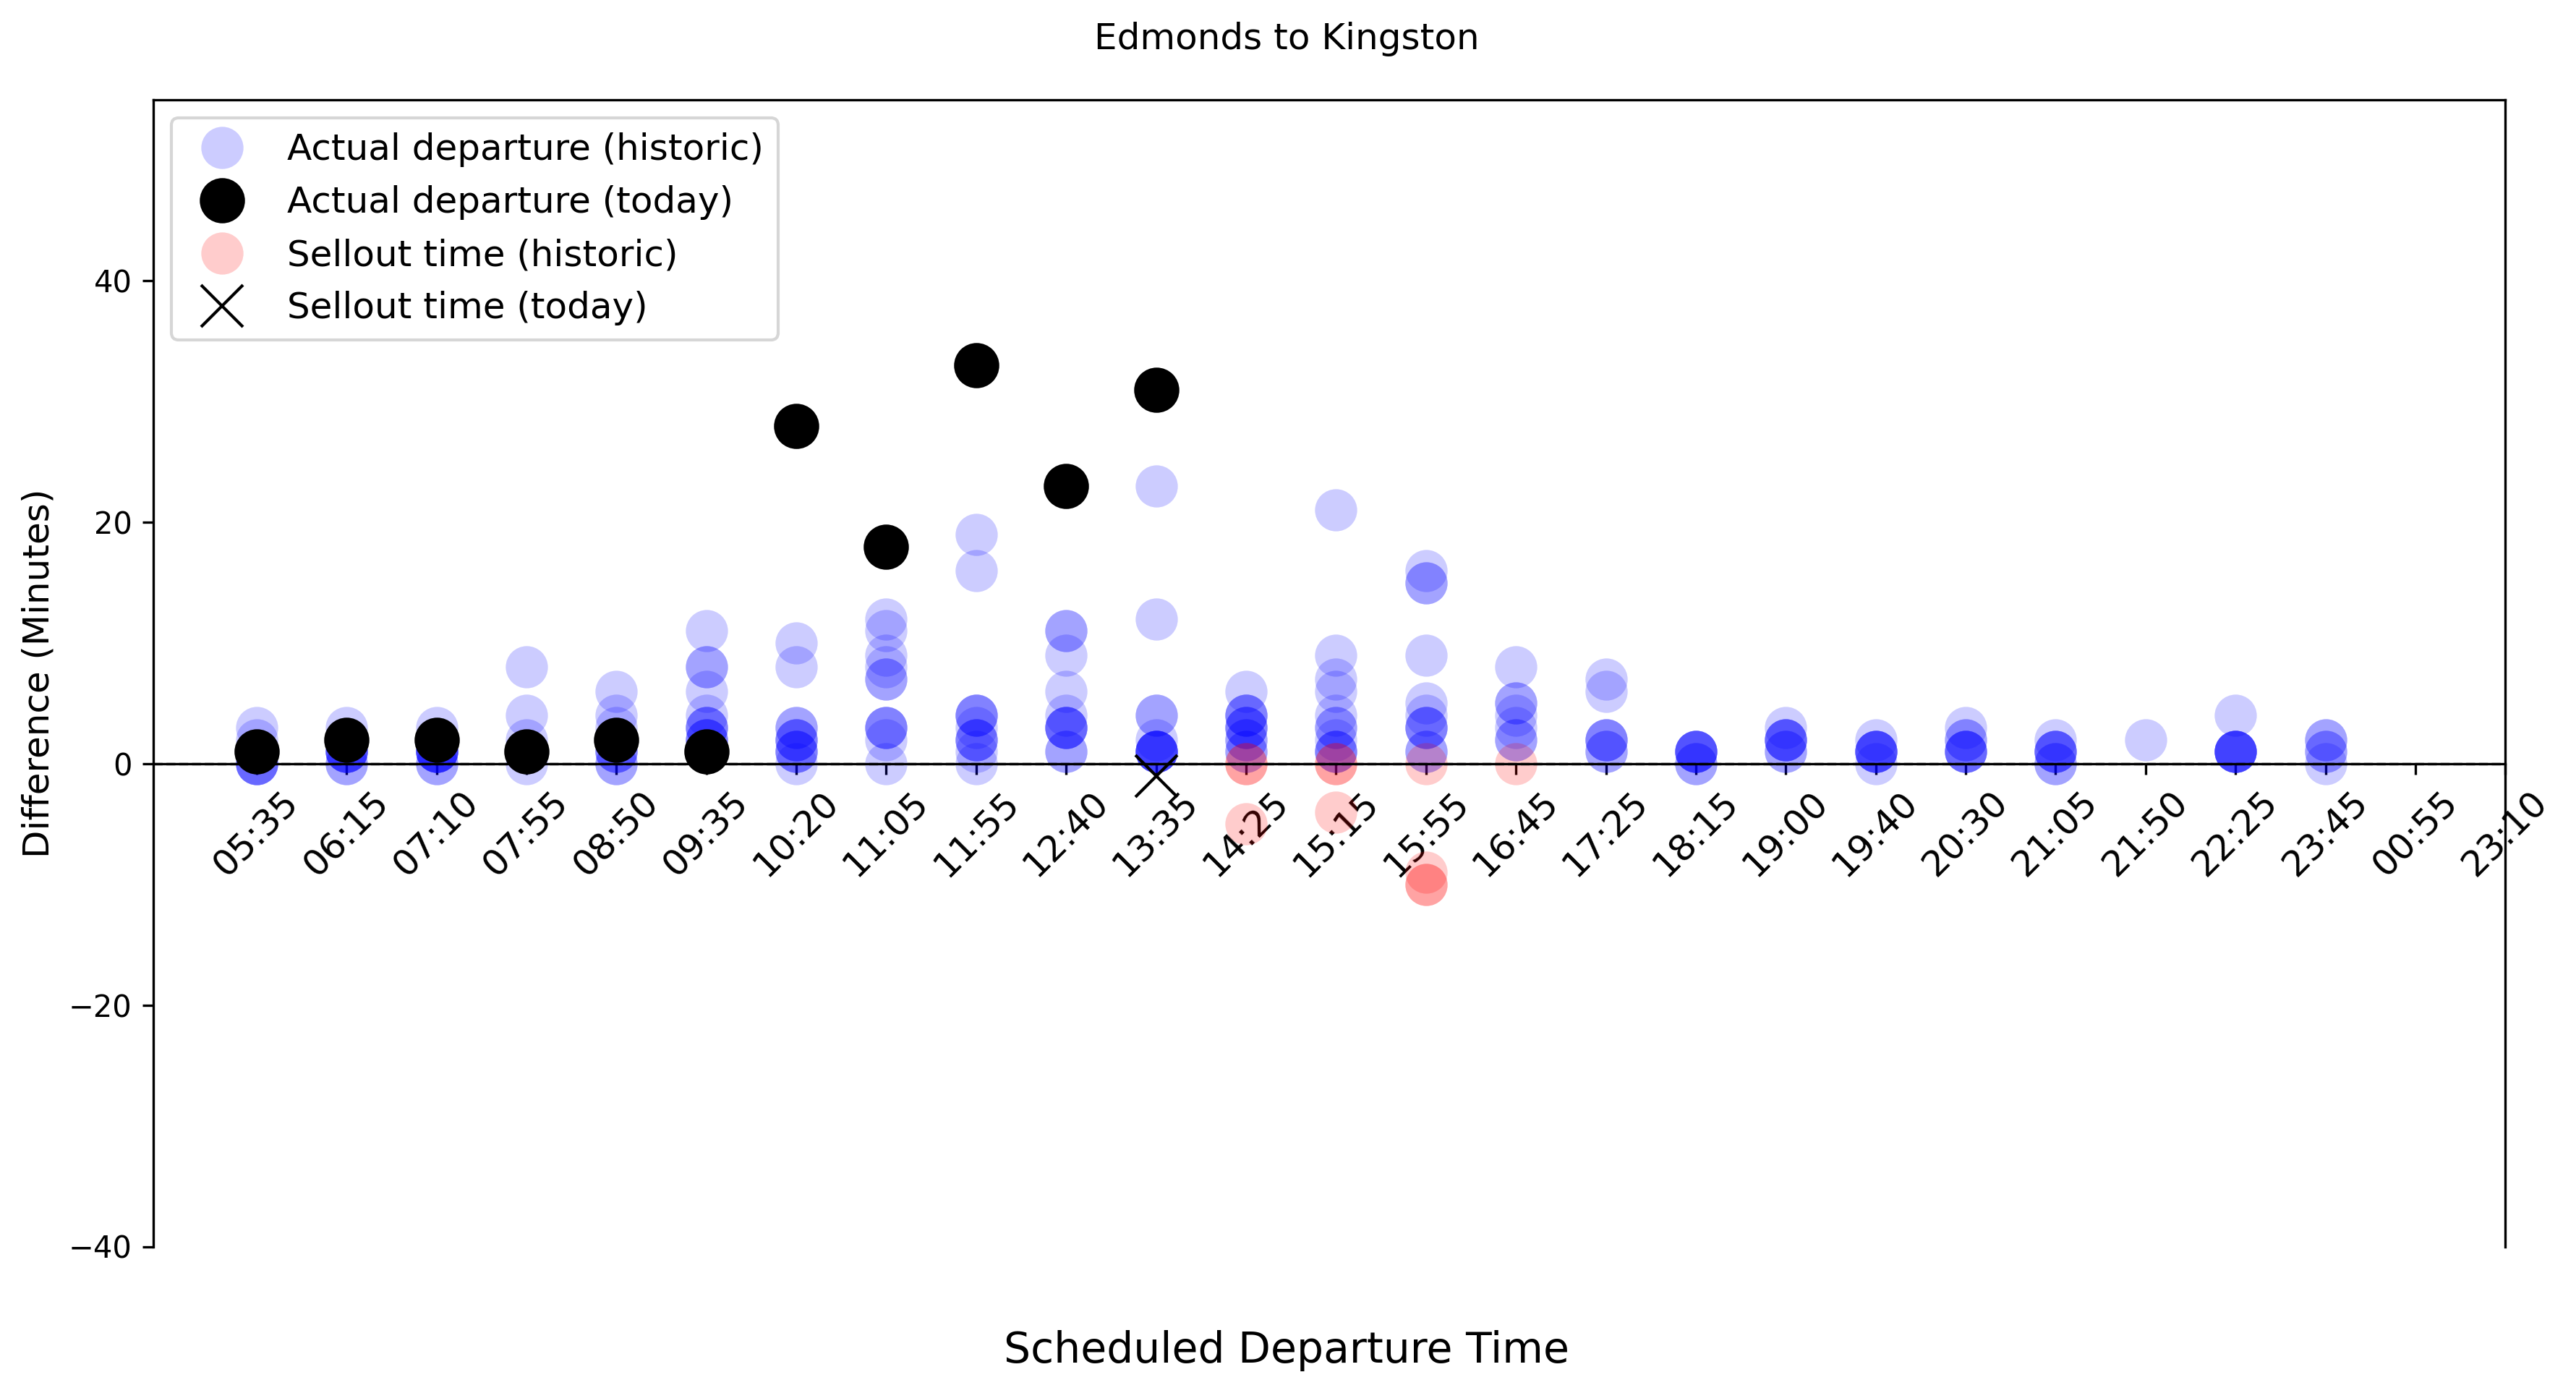 Edmonds to Kingston
Actual departure (historic)
Actual departure (today)
Sellout time (historic)
Sellout time (today)
Difference (Minutes)
40
20
0
−20
−40
05:35 06:15 07:10 07:55 08:50 09:35 10:20 11:05 11:55 12:40 13:35 14:25 15:15 15:55 16:45 17:25 18:15 19:00 19:40 20:30 21:05 21:50 22:25 23:45 00:55 23:10
Scheduled Departure Time